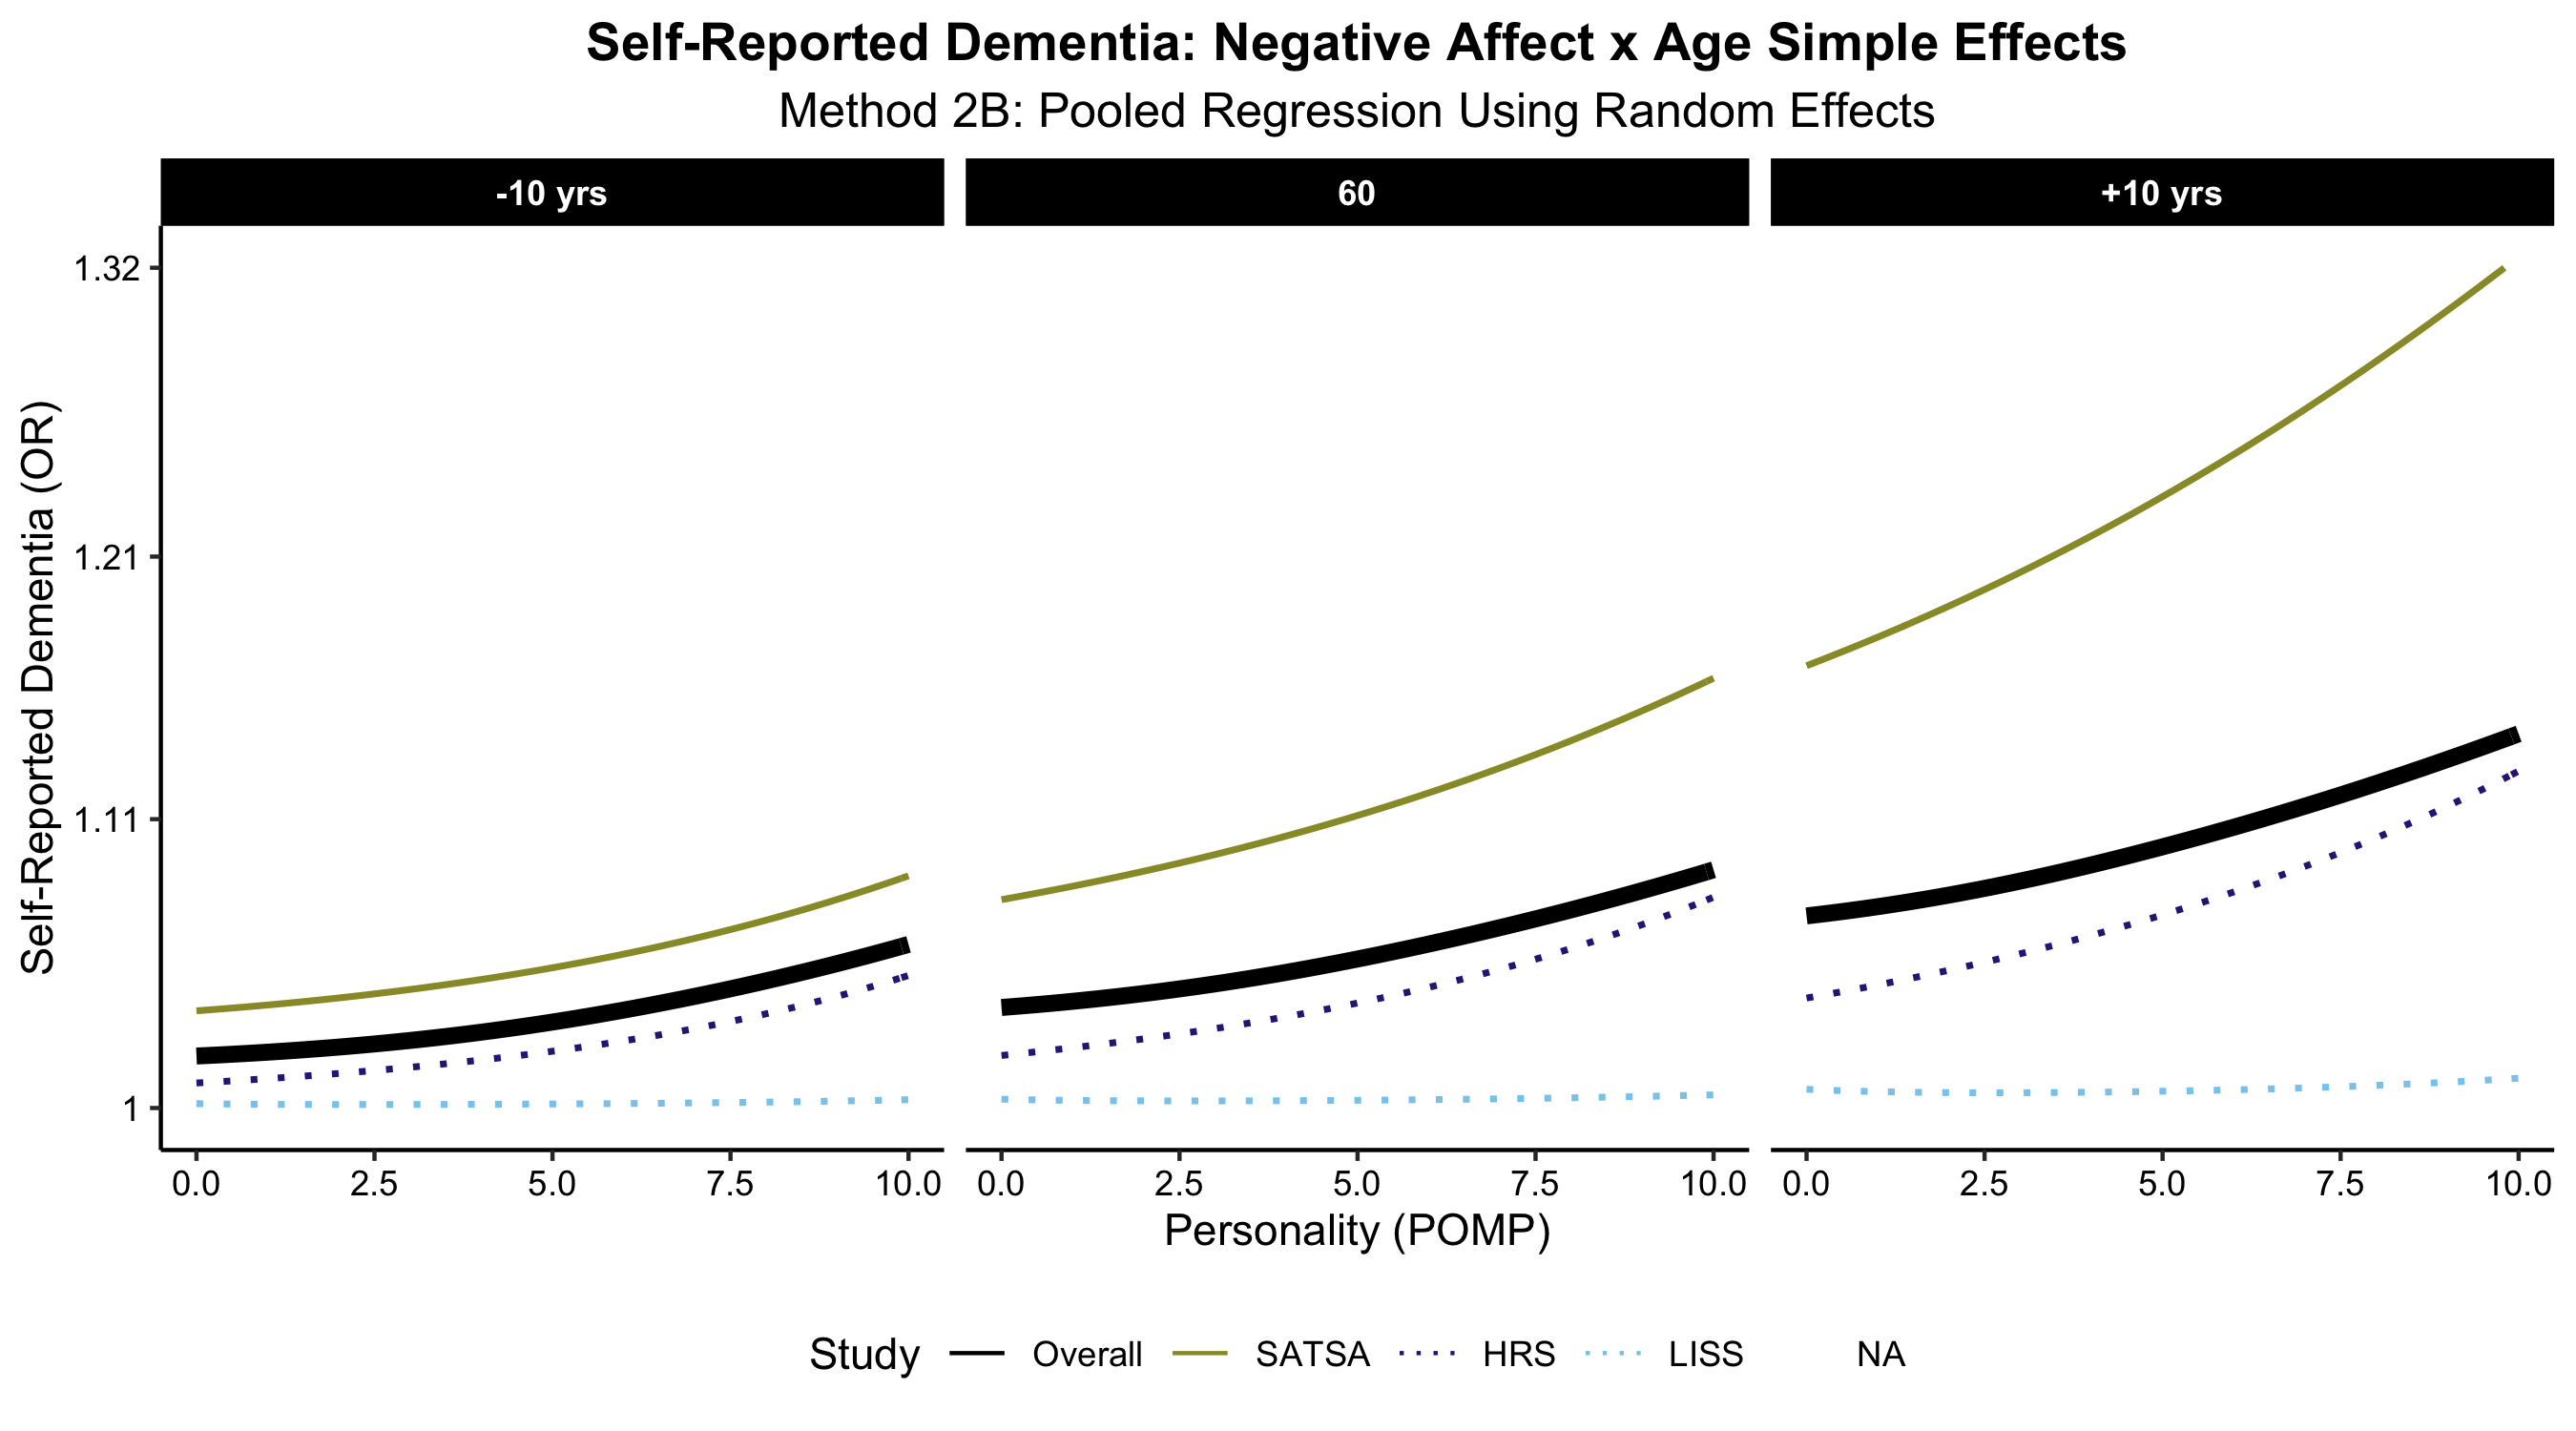 Self-Reported Dementia: Negative Affect x Age Simple Effects
Method 2B: Pooled Regression Using Random Effects
-10 yrs
60
+10 yrs
Self-Reported Dementia (OR)
1.32
1.21
1.11
1
0.0 2.5 5.0 7.5 10.0
0.0 2.5 5.0 7.5 10.0
0.0 2.5 5.0 7.5 10.0
Personality (POMP)
Study Overall SATSA HRS LISS NA